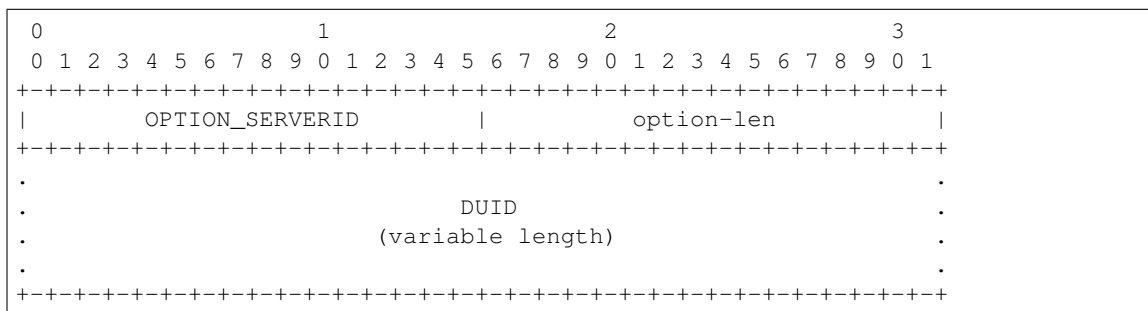 0                   1                   2                   3
 0 1 2 3 4 5 6 7 8 9 0 1 2 3 4 5 6 7 8 9 0 1 2 3 4 5 6 7 8 9 0 1
+-+-+-+-+-+-+-+-+-+-+-+-+-+-+-+-+-+-+-+-+-+-+-+-+-+-+-+-+-+-+-+-+
|        OPTION_SERVERID        |          option-len           |
+-+-+-+-+-+-+-+-+-+-+-+-+-+-+-+-+-+-+-+-+-+-+-+-+-+-+-+-+-+-+-+-+
.                                                               .
.                              DUID                             .
.                        (variable length)                      .
.                                                               .
+-+-+-+-+-+-+-+-+-+-+-+-+-+-+-+-+-+-+-+-+-+-+-+-+-+-+-+-+-+-+-+-+